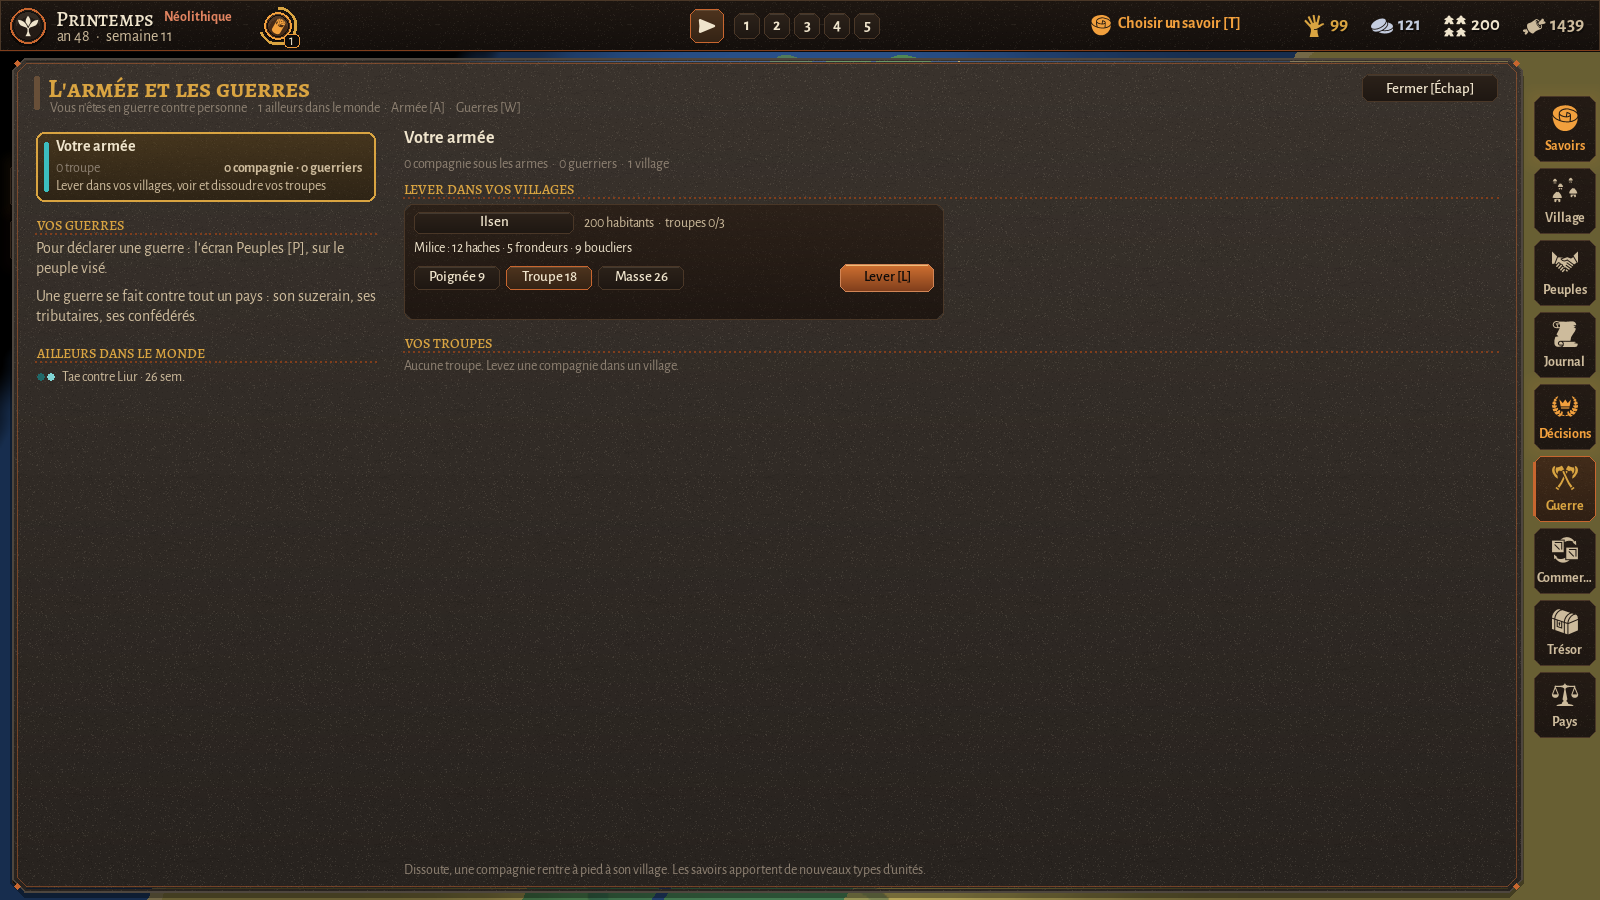 Printemps Néolithique
an 48 · semaine 11
1
1 2 3 4 5
Choisir un savoir [T]
99 121 200 1439
L'armée et les guerres
Vous n'êtes en guerre contre personne · 1 ailleurs dans le monde · Armée [A] · Guerres [W]
Fermer [Échap]
Votre armée
0 troupe 0 compagnie · 0 guerriers
Lever dans vos villages, voir et dissoudre vos troupes
Vos guerres
Pour déclarer une guerre : l'écran Peuples [P], sur le
peuple visé.
Une guerre se fait contre tout un pays : son suzerain, ses
tributaires, ses confédérés.
Ailleurs dans le monde
Tae contre Liur · 26 sem.
Votre armée
0 compagnie sous les armes · 0 guerriers · 1 village
Lever dans vos villages
Ilsen 200 habitants · troupes 0/3
Milice : 12 haches · 5 frondeurs · 9 boucliers
Poignée 9 Troupe 18 Masse 26 Lever [L]
Vos troupes
Aucune troupe. Levez une compagnie dans un village.
Dissoute, une compagnie rentre à pied à son village. Les savoirs apportent de nouveaux types d'unités.
Savoirs
Village
Peuples
Journal
Décisions
Guerre
Commer...
Trésor
Pays